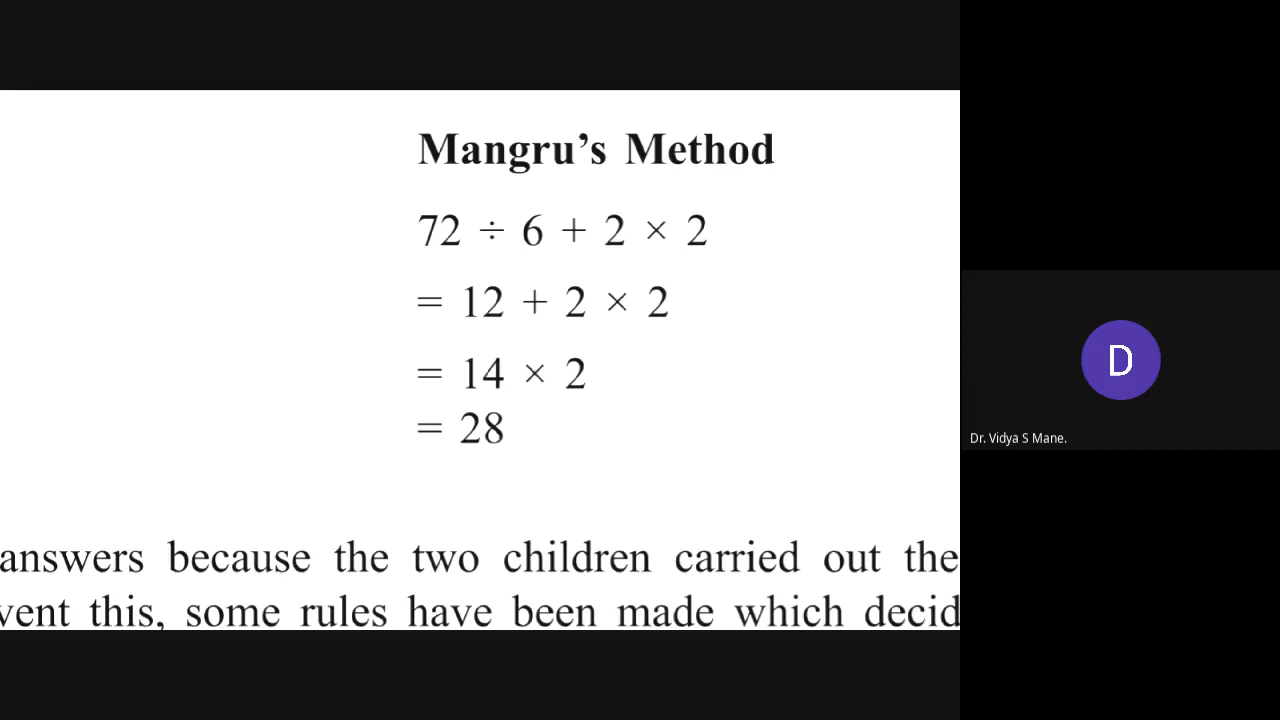 Mangru’s Method
72 ÷ 6 + 2 × 2
= 12 + 2 × 2
= 14 × 2
= 28
answers because the two children carried out the
vent this, some rules have been made which decid
D
Dr. Vidya S Mane.